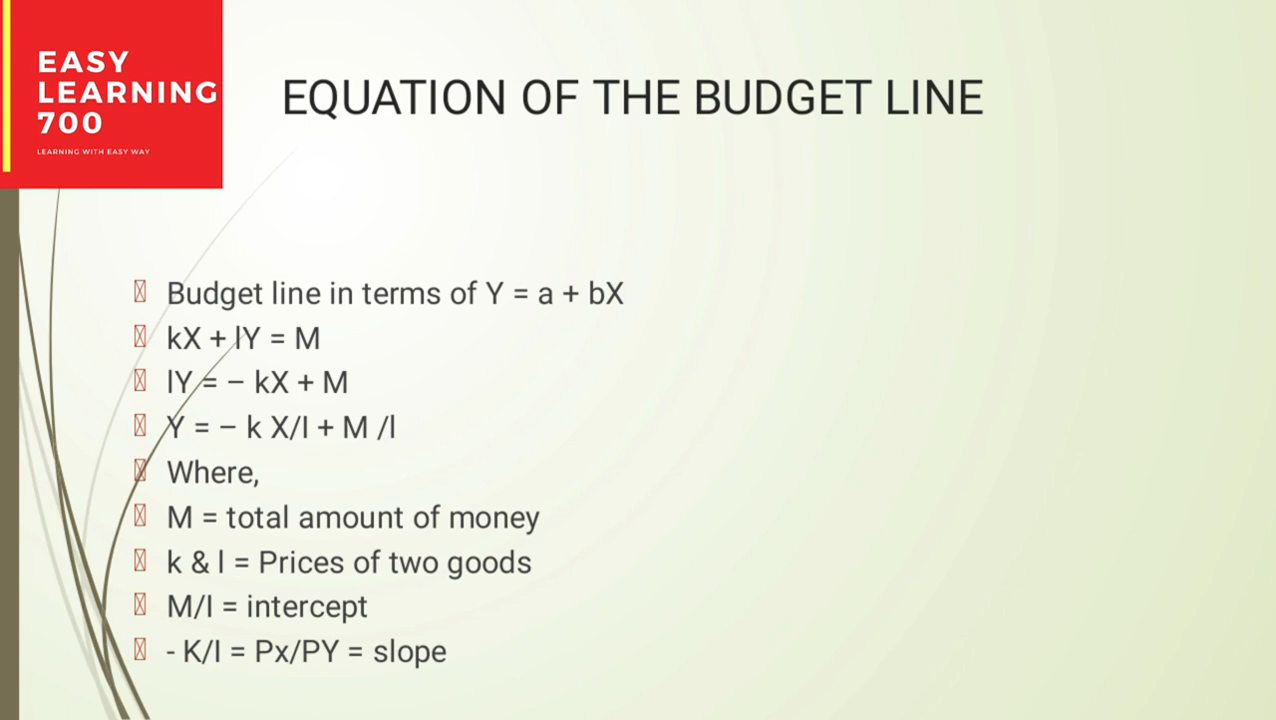 EASY
LEARNING
700
LEARNING WITH EASY WAY
EQUATION OF THE BUDGET LINE
Budget line in terms of Y = a + bX
kX + lY = M
lY = – kX + M
Y = – k X/l + M /l
Where,
M = total amount of money
k & l = Prices of two goods
M/l = intercept
- K/l = Px/PY = slope